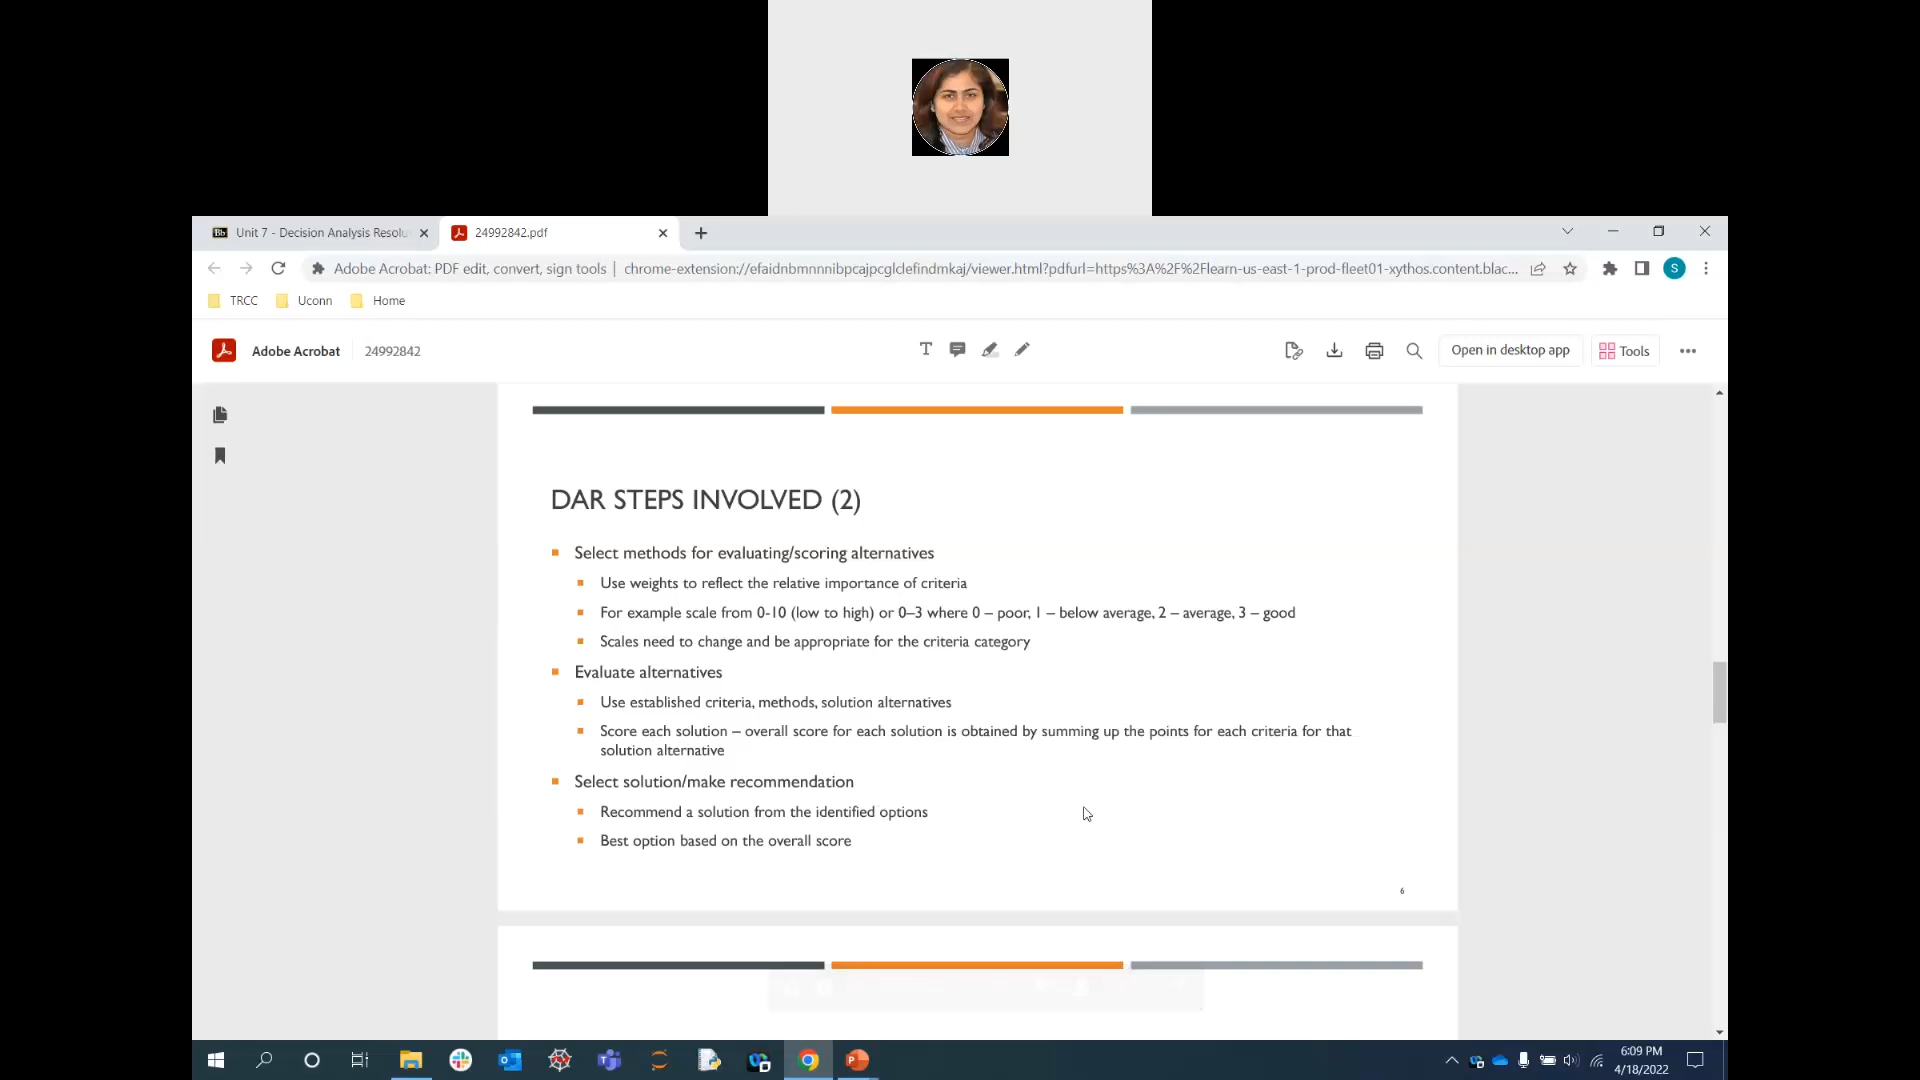 Unit 7 - Decision Analysis Resolu
24992842.pdf
Adobe Acrobat: PDF edit, convert, sign tools | chrome-extension://efaidnbmnnnibpcajpcglclefindmkaj/viewer.html?pdfurl=https%3A%2F%2Flearn-us-east-1-prod-fleet01-xythos.content.blac...
S
TRCC Uconn Home
Adobe Acrobat 24992842
Open in desktop app Tools
DAR STEPS INVOLVED (2)
Select methods for evaluating/scoring alternatives
Use weights to reflect the relative importance of criteria
For example scale from 0-10 (low to high) or 0–3 where 0 – poor, 1 – below average, 2 – average, 3 – good
Scales need to change and be appropriate for the criteria category
Evaluate alternatives
Use established criteria, methods, solution alternatives
Score each solution – overall score for each solution is obtained by summing up the points for each criteria for that
solution alternative
Select solution/make recommendation
Recommend a solution from the identified options
Best option based on the overall score
6
6:09 PM
4/18/2022